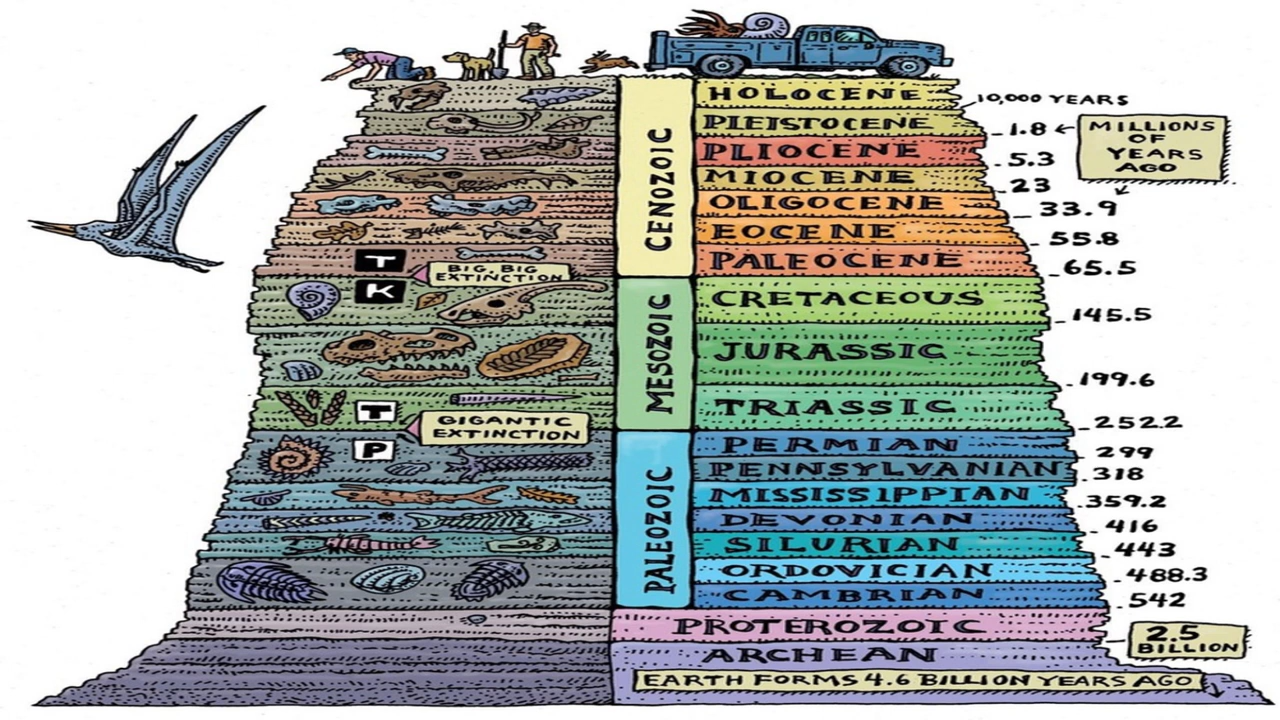 HOLOCENE
10,000 YEARS
PLEISTOCENE
1.8
MILLIONS
OF
YEARS
AGO
PLIOCENE
5.3
MIOCENE
23
OLIGOCENE
33.9
EOCENE
55.8
PALEOCENE
65.5
CENOZOIC
T
BIG, BIG
EXTINCTION
K
CRETACEOUS
145.5
JURASSIC
199.6
TRIASSIC
252.2
MESOZOIC
T
GIGANTIC
EXTINCTION
P
PERMIAN
299
PENNSYLVANIAN
318
MISSISSIPPIAN
359.2
DEVONIAN
416
SILURIAN
443
ORDOVICIAN
488.3
CAMBRIAN
542
PALEOZOIC
PROTEROZOIC
2.5
BILLION
ARCHEAN
EARTH FORMS 4.6 BILLION YEARS AGO